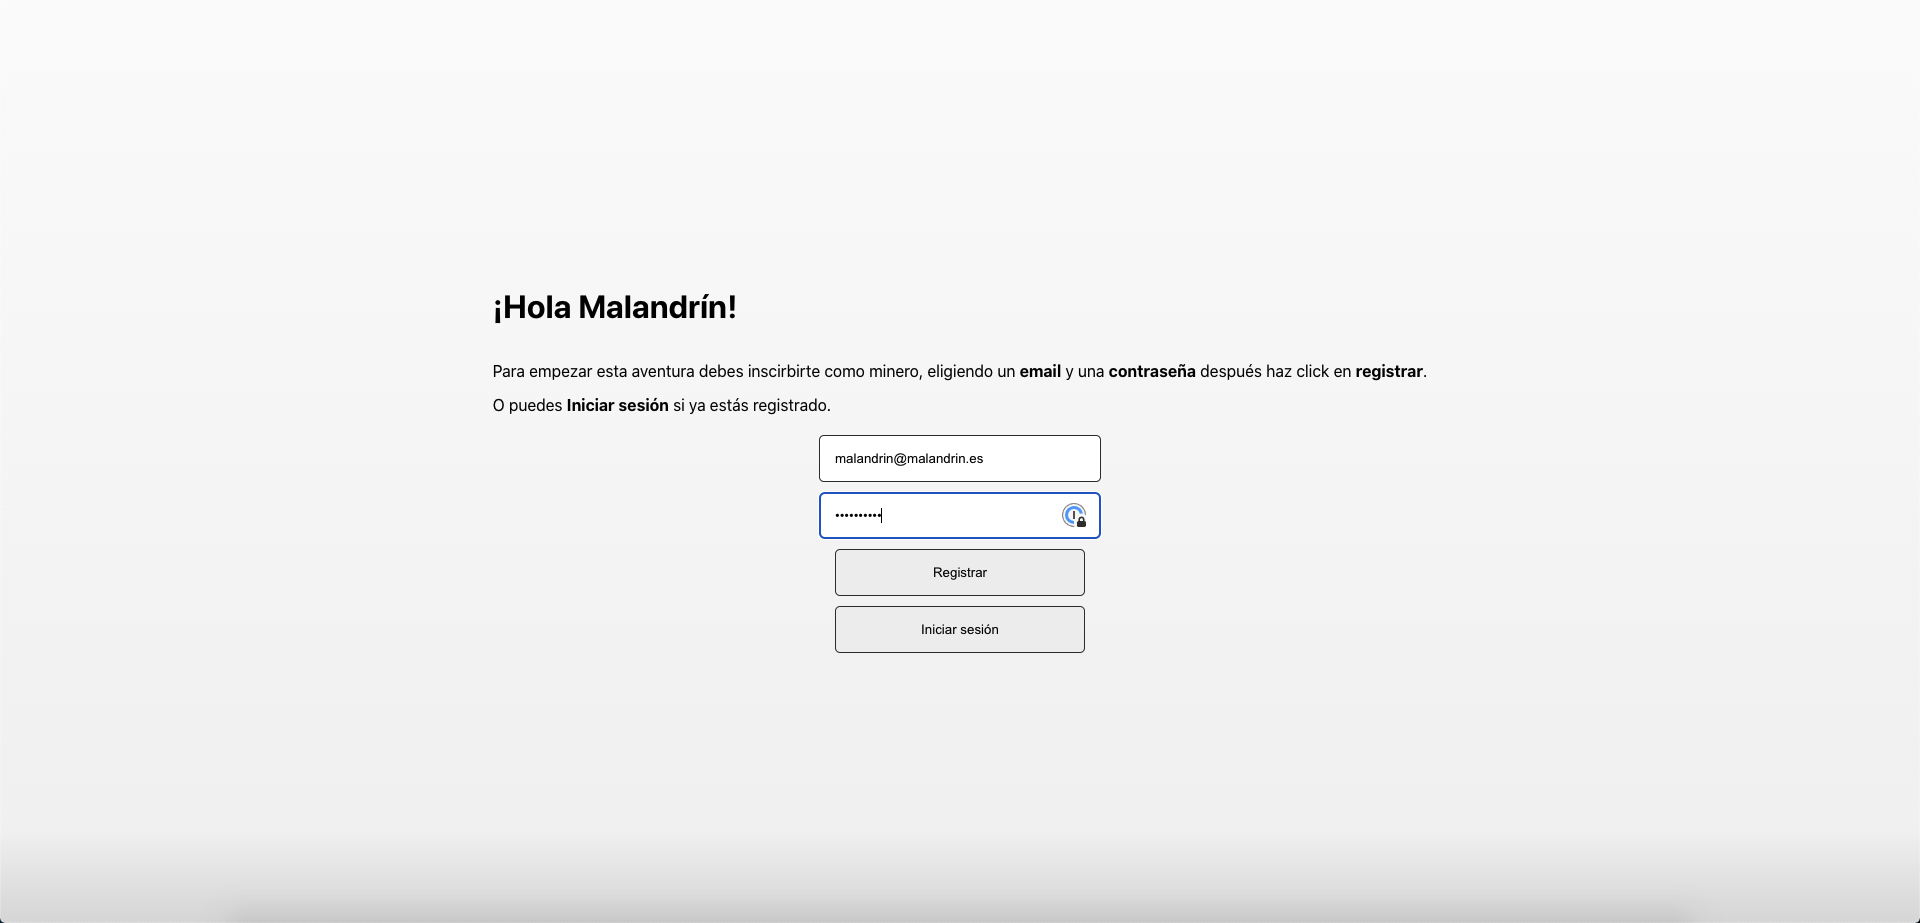 ¡Hola Malandrín!
Para empezar esta aventura debes inscirbirte como minero, eligiendo un email y una contraseña después haz click en registrar.
O puedes Iniciar sesión si ya estás registrado.
malandrin@malandrin.es
••••••••••
Registrar
Iniciar sesión